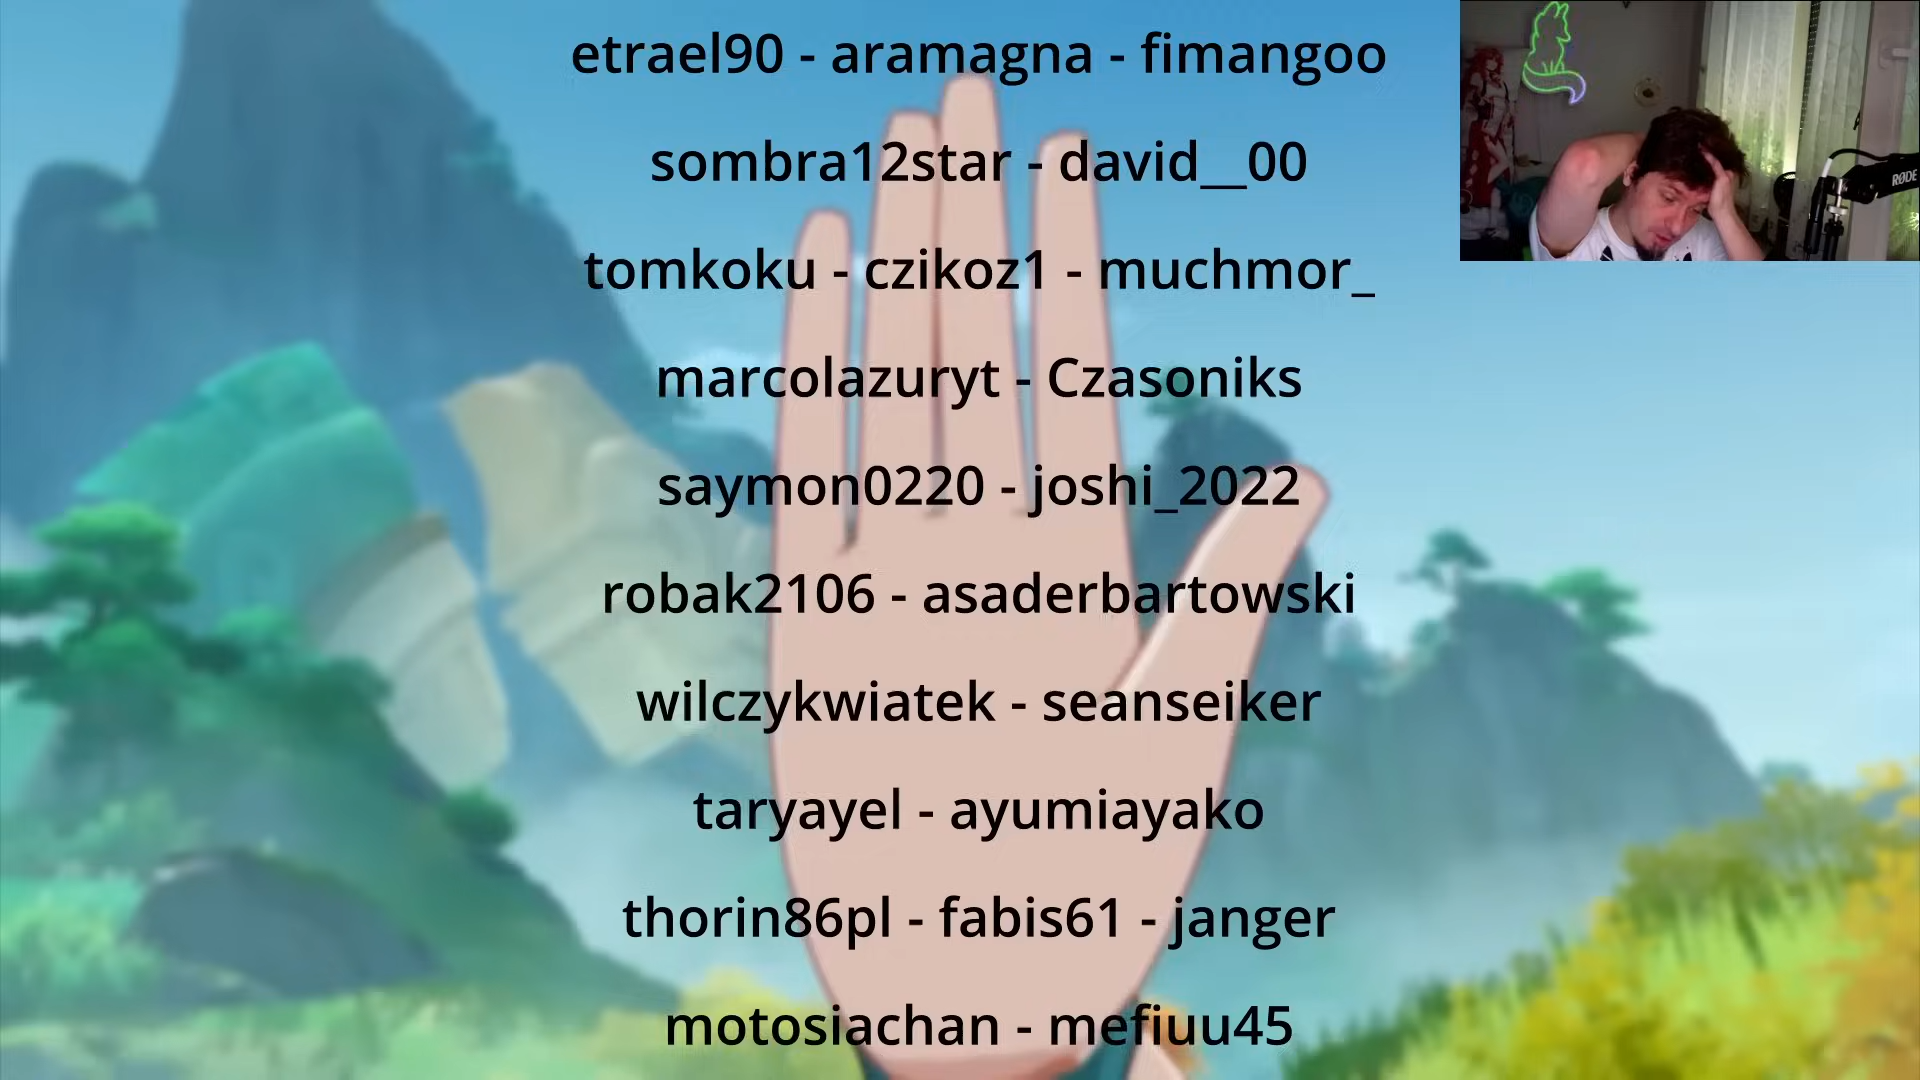 etrael90 - aramagna - fimangoo
sombra12star - david__00
tomkoku - czikoz1 - muchmor_
marcolazuryt - Czasoniks
saymon0220 - joshi_2022
robak2106 - asaderbartowski
wilczykwiatek - seanseiker
taryayel - ayumiayako
thorin86pl - fabis61 - janger
motosiachan - mefiuu45
RØDE